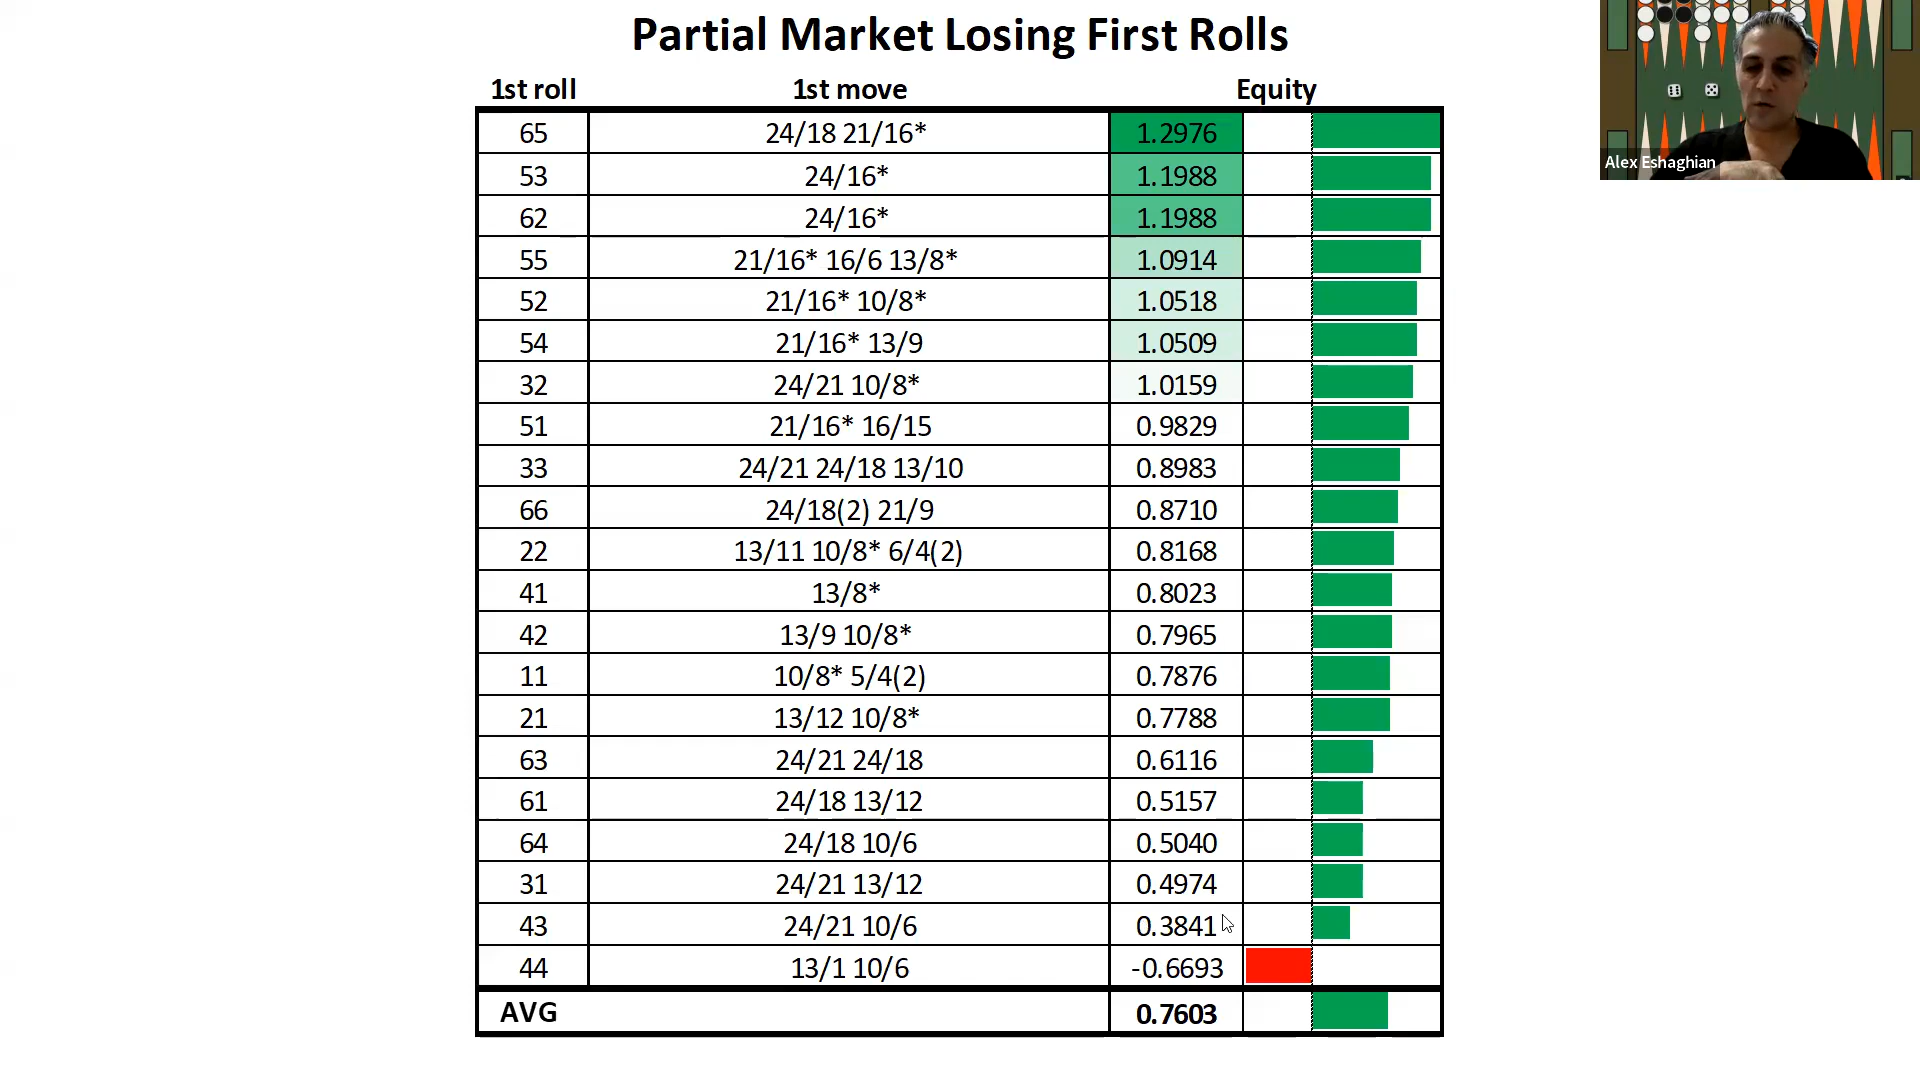 Partial Market Losing First Rolls
1st roll 1st move Equity
65 24/18 21/16* 1.2976
53 24/16* 1.1988
62 24/16* 1.1988
55 21/16* 16/6 13/8* 1.0914
52 21/16* 10/8* 1.0518
54 21/16* 13/9 1.0509
32 24/21 10/8* 1.0159
51 21/16* 16/15 0.9829
33 24/21 24/18 13/10 0.8983
66 24/18(2) 21/9 0.8710
22 13/11 10/8* 6/4(2) 0.8168
41 13/8* 0.8023
42 13/9 10/8* 0.7965
11 10/8* 5/4(2) 0.7876
21 13/12 10/8* 0.7788
63 24/21 24/18 0.6116
61 24/18 13/12 0.5157
64 24/18 10/6 0.5040
31 24/21 13/12 0.4974
43 24/21 10/6 0.3841
44 13/1 10/6 -0.6693
AVG 0.7603
Alex Eshaghian